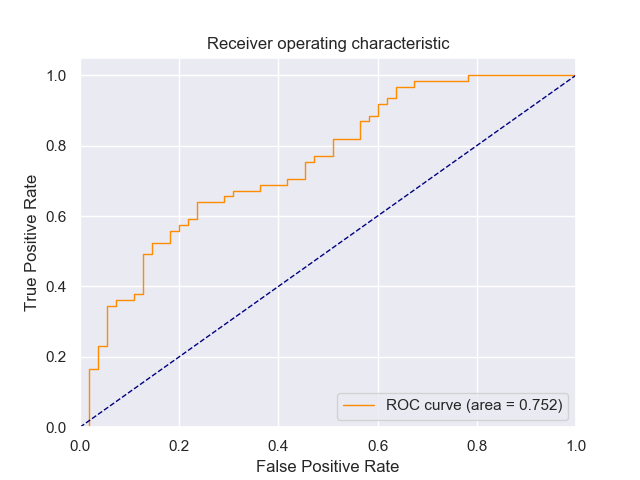 Receiver operating characteristic
1.0
0.8
0.6
0.4
0.2
0.0
True Positive Rate
ROC curve (area = 0.752)
0.0 0.2 0.4 0.6 0.8 1.0
False Positive Rate